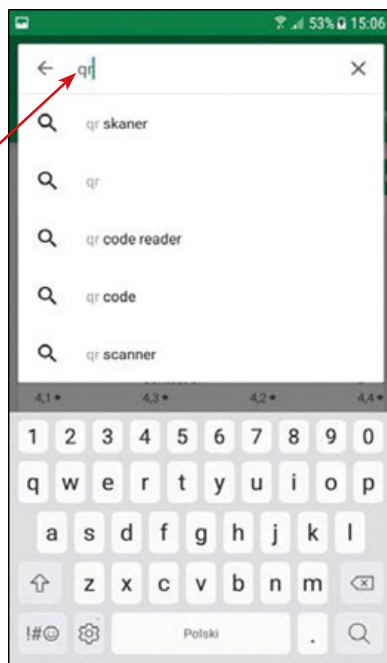 53% 15:06
qr
qr skaner
qr
qr code reader
qr code
qr scanner
4,1 4,3 4,2 4,4
1 2 3 4 5 6 7 8 9 0
q w e r t y u i o p
a s d f g h j k l
z x c v b n m
!#☺ Polski .